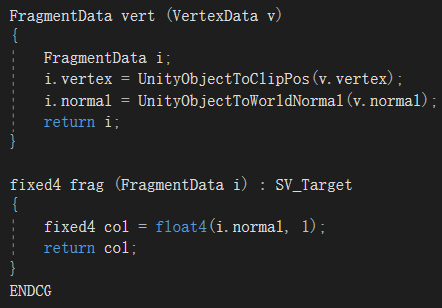 FragmentData vert (VertexData v)
{
FragmentData i;
i.vertex = UnityObjectToClipPos(v.vertex);
i.normal = UnityObjectToWorldNormal(v.normal);
return i;
}
fixed4 frag (FragmentData i) : SV_Target
{
fixed4 col = float4(i.normal, 1);
return col;
}
ENDCG